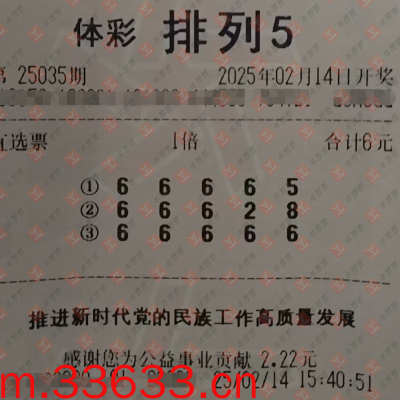 体彩 排列5
第 25035期 2025年02月14日开奖
直选票 1倍 合计6元
① 6 6 6 6 5
② 6 6 6 2 8
③ 6 6 6 6 6
推进新时代党的民族工作高质量发展
感谢您为公益事业贡献 2.22元
25/02/14 15:40:51
m.33633.cn